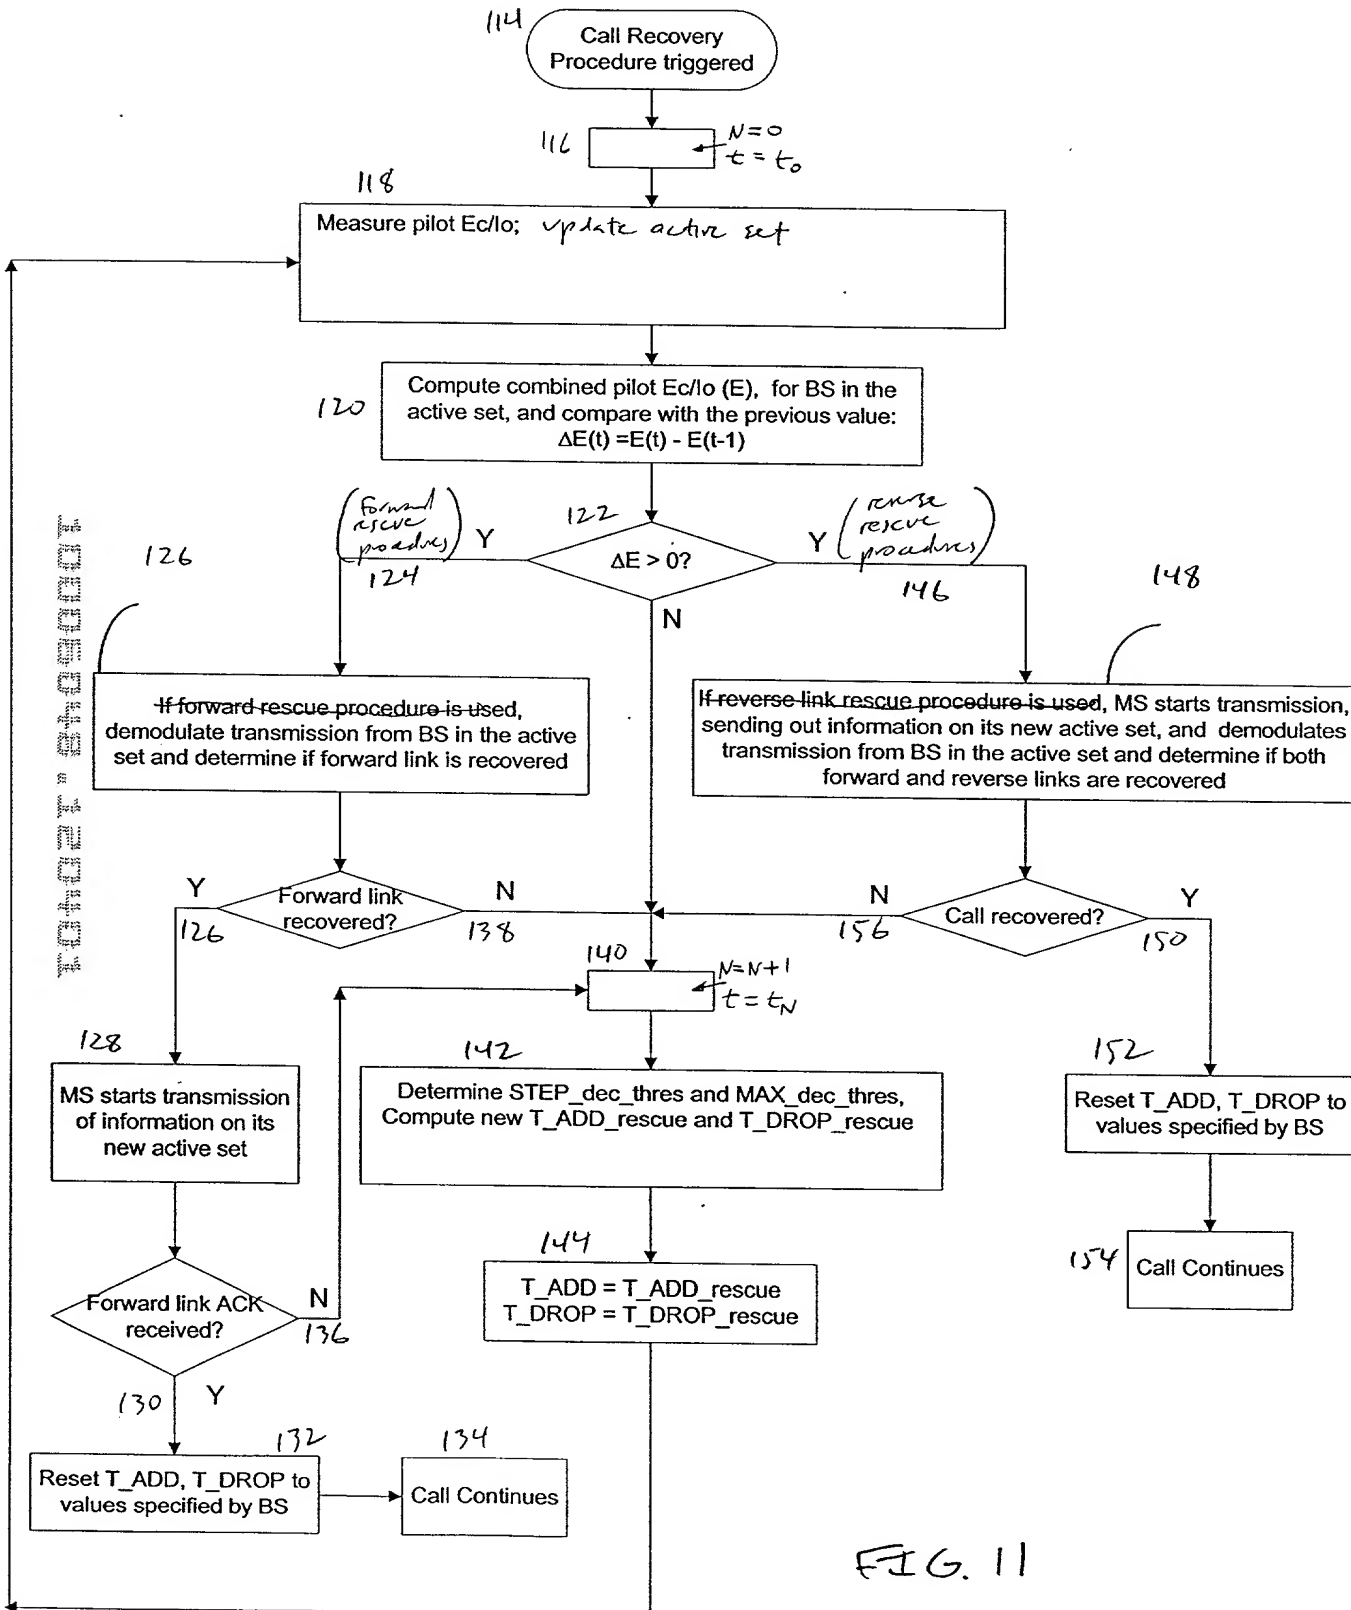 114
Call Recovery
Procedure triggered
116
N=0
t = t₀
118
Measure pilot Ec/Io; update active set
120
Compute combined pilot Ec/Io (E), for BS in the
active set, and compare with the previous value:
ΔE(t) =E(t) - E(t-1)
(forward
rescue
procedures)
Y
124
122
ΔE > 0?
N
Y
(reverse
rescue
procedures)
146
126
148
10006048.120401
If forward rescue procedure is used,
demodulate transmission from BS in the active
set and determine if forward link is recovered
If reverse link rescue procedure is used, MS starts transmission,
sending out information on its new active set, and demodulates
transmission from BS in the active set and determine if both
forward and reverse links are recovered
Y
126
Forward link
recovered?
N
138
N
156
Call recovered?
Y
150
140
N=N+1
t = t_N
128
MS starts transmission
of information on its
new active set
142
Determine STEP_dec_thres and MAX_dec_thres,
Compute new T_ADD_rescue and T_DROP_rescue
152
Reset T_ADD, T_DROP to
values specified by BS
144
T_ADD = T_ADD_rescue
T_DROP = T_DROP_rescue
154
Call Continues
Forward link ACK
received?
N
136
130
Y
132
Reset T_ADD, T_DROP to
values specified by BS
134
Call Continues
FIG. 11